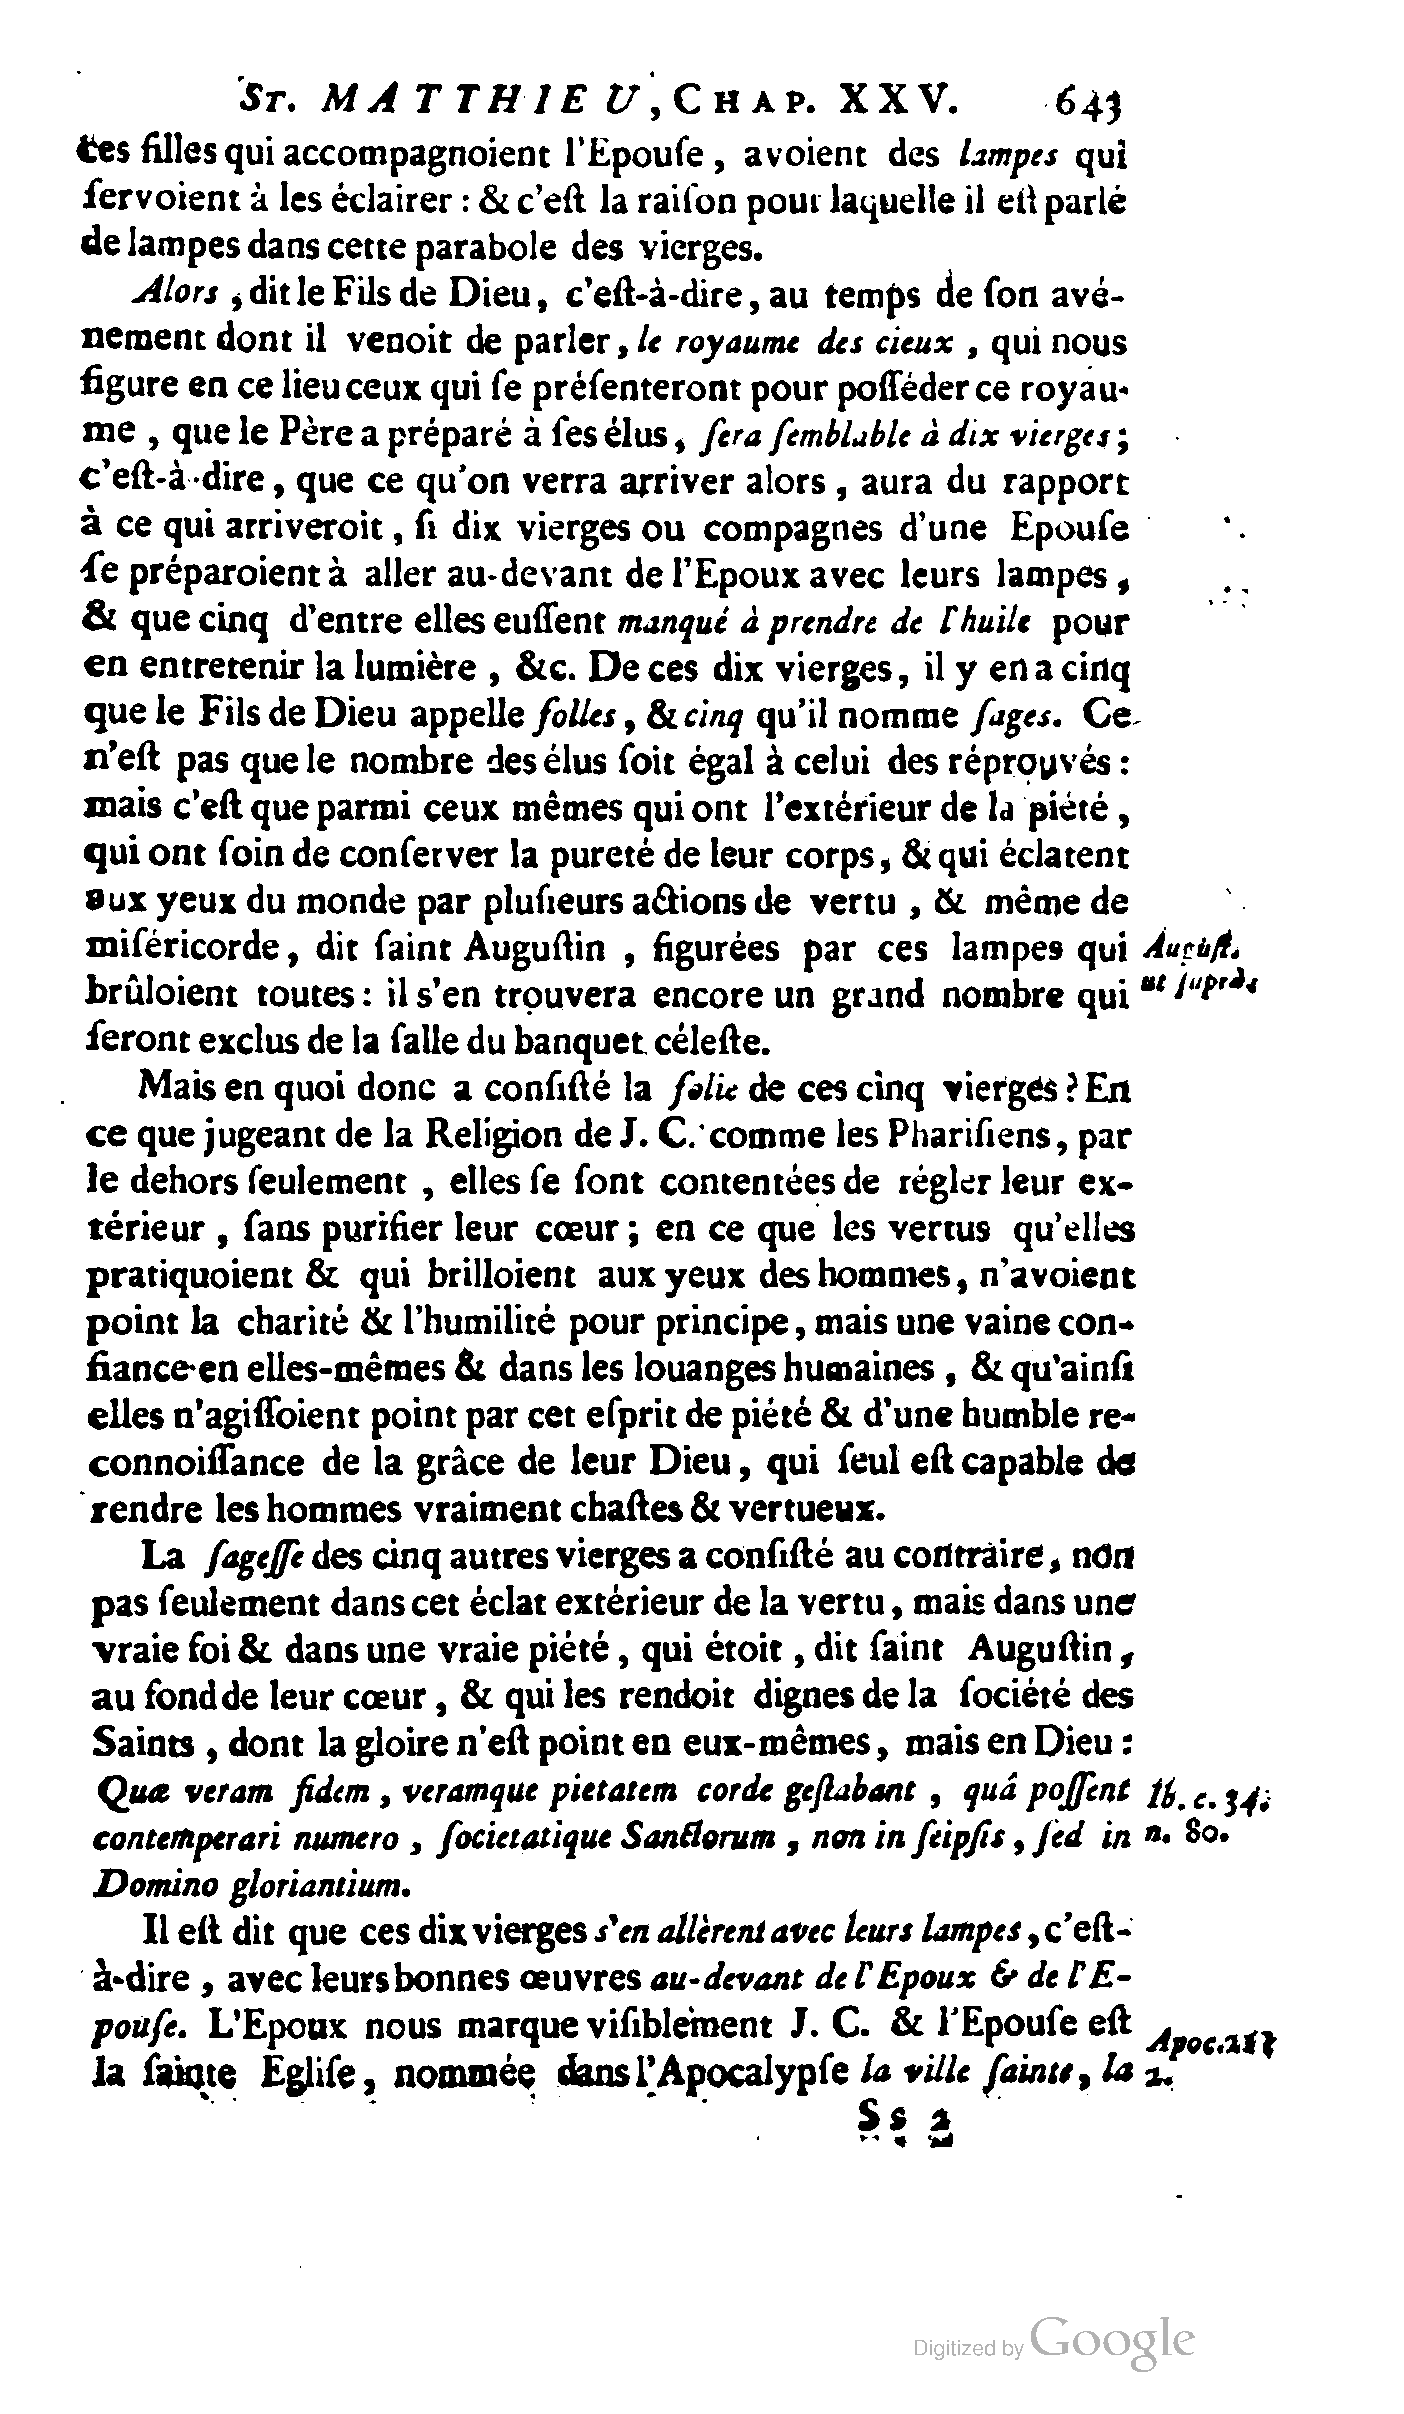 St. MATTHIEU, CHAP. XXV. 643
tes filles qui accompagnoient l'Epouſe, avoient des lampes qui
ſervoient à les éclairer : & c'eſt la raiſon pour laquelle il eſt parlé
de lampes dans cette parabole des vierges.
Alors, dit le Fils de Dieu, c'eſt-à-dire, au temps de ſon avé-
nement dont il venoit de parler, le royaume des cieux, qui nous
figure en ce lieu ceux qui ſe préſenteront pour poſſéder ce royau-
me, que le Père a préparé à ſes élus, ſera ſemblable à dix vierges;
c'eſt-à-dire, que ce qu'on verra arriver alors, aura du rapport
à ce qui arriveroit, ſi dix vierges ou compagnes d'une Epouſe
ſe préparoient à aller au-devant de l'Epoux avec leurs lampes,
& que cinq d'entre elles euſſent manqué à prendre de l'huile pour
en entretenir la lumière, &c. De ces dix vierges, il y en a cinq
que le Fils de Dieu appelle folles, & cinq qu'il nomme ſages. Ce
n'eſt pas que le nombre des élus ſoit égal à celui des réprouvés :
mais c'eſt que parmi ceux mêmes qui ont l'extérieur de la piété,
qui ont ſoin de conſerver la pureté de leur corps, & qui éclatent
aux yeux du monde par pluſieurs actions de vertu, & même de
miſéricorde, dit ſaint Auguſtin, figurées par ces lampes qui Auguſt.
brûloient toutes : il s'en trouvera encore un grand nombre qui ut ſuprà.
ſeront exclus de la ſalle du banquet céleſte.
Mais en quoi donc a conſiſté la folie de ces cinq vierges ? En
ce que jugeant de la Religion de J. C. comme les Phariſiens, par
le dehors ſeulement, elles ſe ſont contentées de régler leur ex-
térieur, ſans purifier leur cœur ; en ce que les vertus qu'elles
pratiquoient & qui brilloient aux yeux des hommes, n'avoient
point la charité & l'humilité pour principe, mais une vaine con-
fiance en elles-mêmes & dans les louanges humaines, & qu'ainſi
elles n'agiſſoient point par cet eſprit de piété & d'une humble re-
connoiſſance de la grâce de leur Dieu, qui ſeul eſt capable de
rendre les hommes vraiment chaſtes & vertueux.
La ſageſſe des cinq autres vierges a conſiſté au contraire, non
pas ſeulement dans cet éclat extérieur de la vertu, mais dans une
vraie foi & dans une vraie piété, qui étoit, dit ſaint Auguſtin,
au fond de leur cœur, & qui les rendoit dignes de la ſociété des
Saints, dont la gloire n'eſt point en eux-mêmes, mais en Dieu :
Quæ veram fidem, veramque pietatem corde geſtabant, quâ poſſent Ib. c. 34.
contemperari numero, ſocietatique Sanctorum, non in ſeipſis, ſed in n. 80.
Domino gloriantium.
Il eſt dit que ces dix vierges s'en allèrent avec leurs lampes, c'eſt-
à-dire, avec leurs bonnes œuvres au-devant de l'Epoux & de l'E-
pouſe. L'Epoux nous marque viſiblement J. C. & l'Epouſe eſt
la ſainte Egliſe, nommée dans l'Apocalypſe la ville ſainte, la Apoc. 2.
Ss 2
Digitized by Google